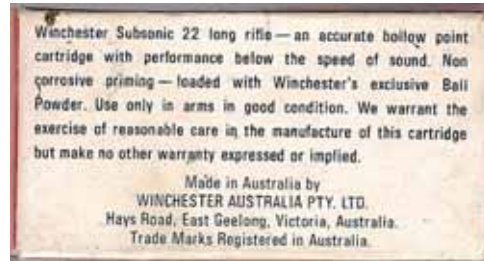 Winchester Subsonic 22 long rifle — an accurate hollow point
cartridge with performance below the speed of sound. Non
corrosive priming — loaded with Winchester's exclusive Ball
Powder. Use only in arms in good condition. We warrant the
exercise of reasonable care in the manufacture of this cartridge
but make no other warranty expressed or implied.
Made in Australia by
WINCHESTER AUSTRALIA PTY. LTD.
Hays Road, East Geelong, Victoria, Australia.
Trade Marks Registered in Australia.